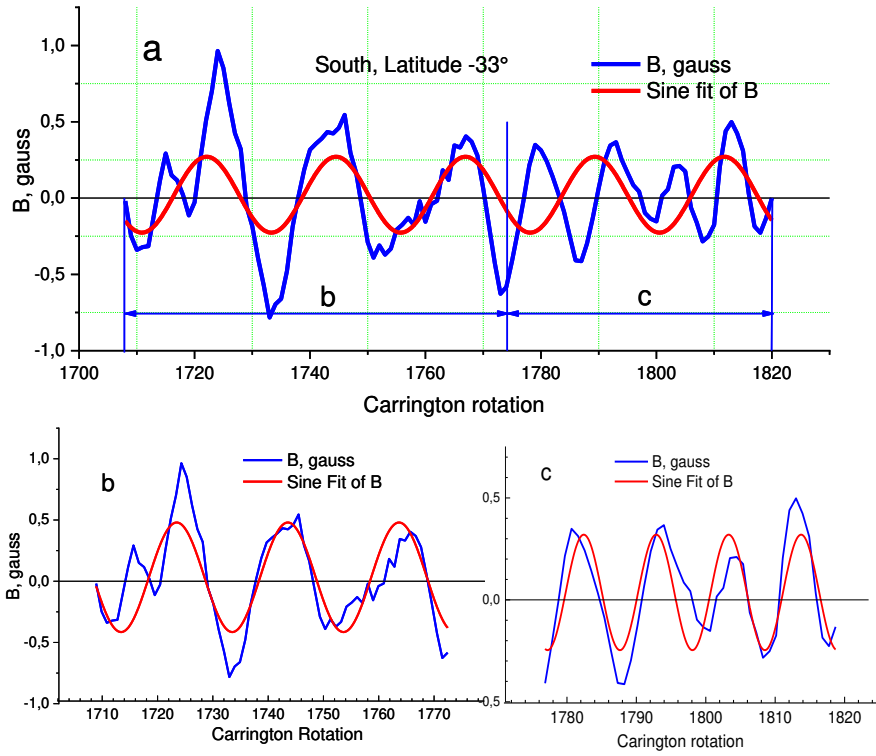 a
South, Latitude -33°
B, gauss
Sine fit of B
B, gauss
1,0
0,5
0,0
-0,5
-1,0
b
c
1700
1720
1740
1760
1780
1800
1820
Carrington rotation
b
B, gauss
Sine Fit of B
B, gauss
1,0
0,5
0,0
-0,5
-1,0
1710
1720
1730
1740
1750
1760
1770
Carrington Rotation
c
B, gauss
Sine Fit of B
0,5
0,0
-0,5
1780
1790
1800
1810
1820
Carington rotation